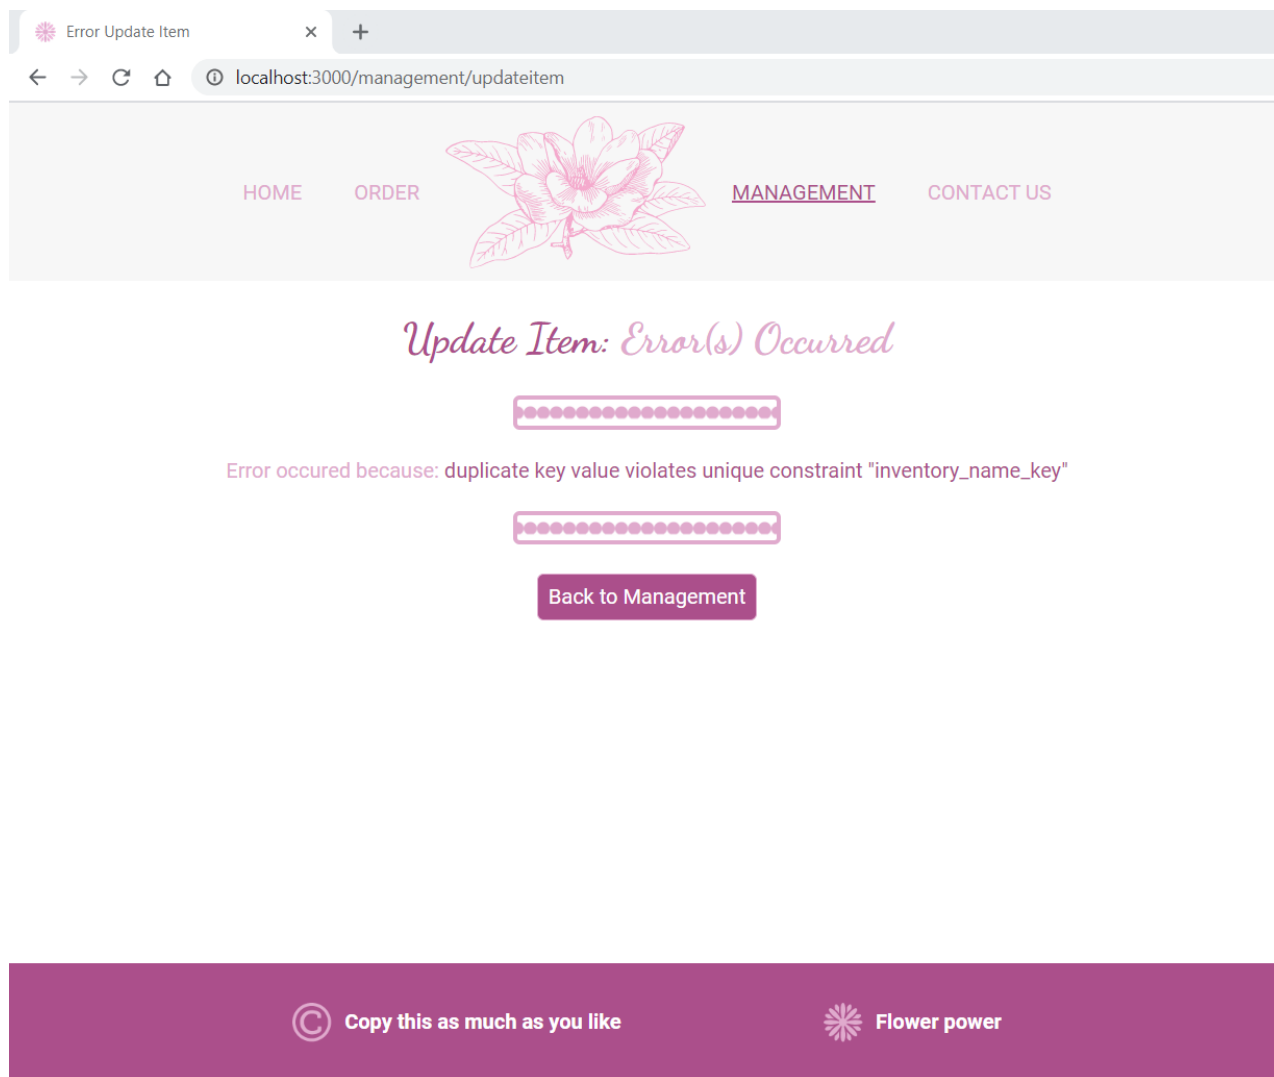 Error Update Item
localhost:3000/management/updateitem
HOME ORDER MANAGEMENT CONTACT US
Update Item: Error(s) Occurred
Error occured because: duplicate key value violates unique constraint "inventory_name_key"
Back to Management
© Copy this as much as you like Flower power